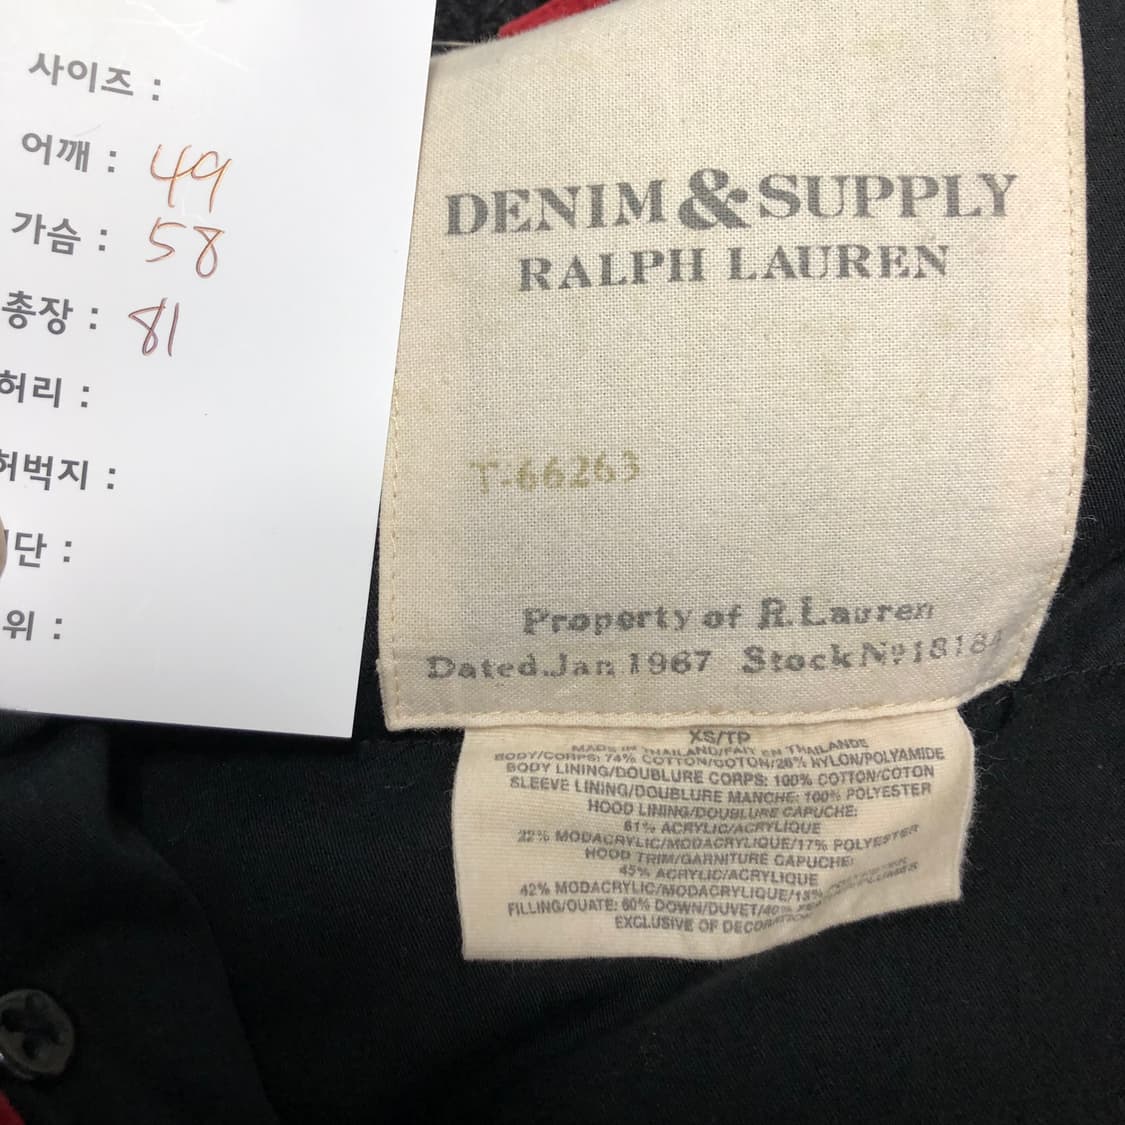 사이즈 :
어깨 : 49
가슴 : 58
총장 : 81
허리 :
허벅지 :
단 :
위 :
DENIM & SUPPLY
RALPH LAUREN
T-66263
Property of R.Lauren
Dated.Jan 1967 Stock Nº 18184
XS/TP
MADE IN THAILAND/FAIT EN THAILANDE
BODY/CORPS: 74% COTTON/COTON/26% NYLON/POLYAMIDE
BODY LINING/DOUBLURE CORPS: 100% COTTON/COTON
SLEEVE LINING/DOUBLURE MANCHE: 100% POLYESTER
HOOD LINING/DOUBLURE CAPUCHE:
61% ACRYLIC/ACRYLIQUE
22% MODACRYLIC/MODACRYLIQUE/17% POLYESTER
HOOD TRIM/GARNITURE CAPUCHE:
45% ACRYLIC/ACRYLIQUE
42% MODACRYLIC/MODACRYLIQUE/13%
FILLING/OUATE: 60% DOWN/DUVET/40%
EXCLUSIVE OF DECORATION